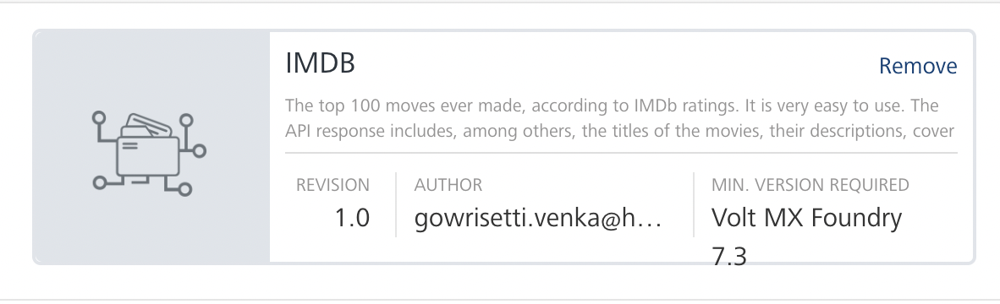 IMDB
Remove
The top 100 moves ever made, according to IMDb ratings. It is very easy to use. The
API response includes, among others, the titles of the movies, their descriptions, cover
REVISION
1.0
AUTHOR
gowrisetti.venka@h...
MIN. VERSION REQUIRED
Volt MX Foundry
7.3